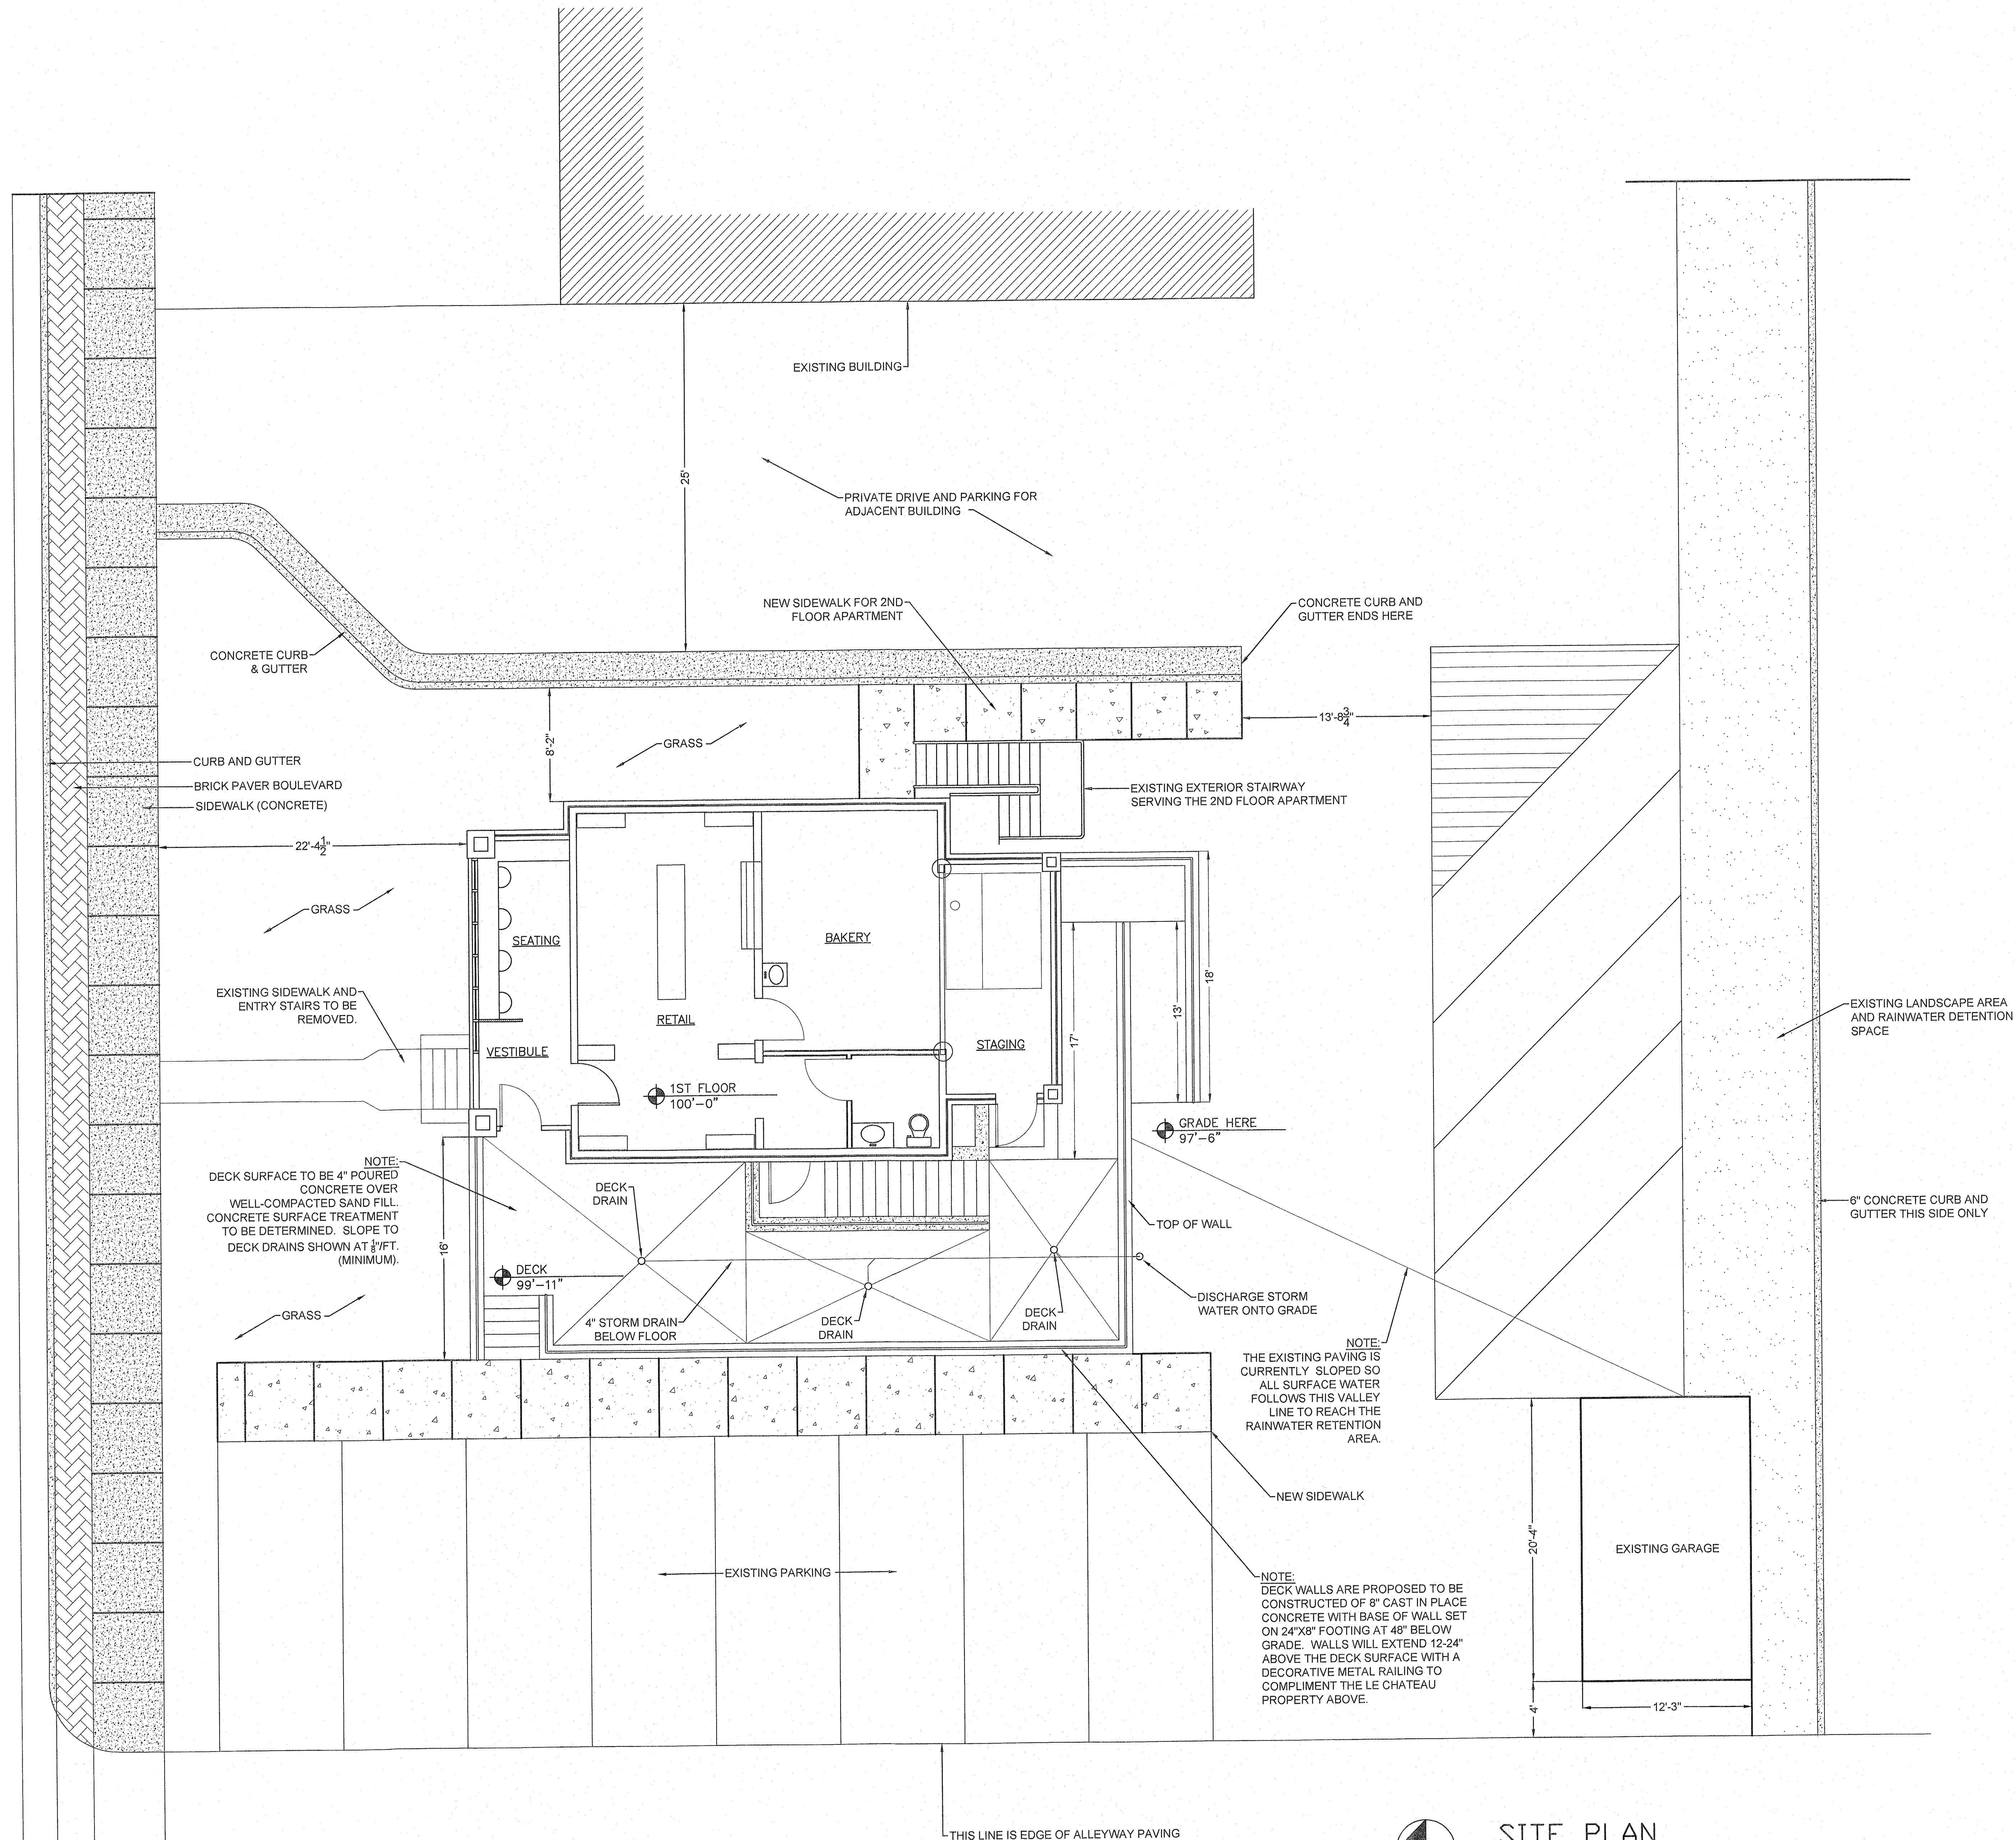 EXISTING BUILDING
25'
PRIVATE DRIVE AND PARKING FOR
ADJACENT BUILDING
NEW SIDEWALK FOR 2ND
FLOOR APARTMENT
CONCRETE CURB AND
GUTTER ENDS HERE
CONCRETE CURB
& GUTTER
13'-8 3/4"
8'-2"
GRASS
CURB AND GUTTER
BRICK PAVER BOULEVARD
SIDEWALK (CONCRETE)
EXISTING EXTERIOR STAIRWAY
SERVING THE 2ND FLOOR APARTMENT
22'-4 1/2"
GRASS
SEATING
BAKERY
EXISTING SIDEWALK AND
ENTRY STAIRS TO BE
REMOVED.
RETAIL
VESTIBULE
STAGING
17'
13'
18'
EXISTING LANDSCAPE AREA
AND RAINWATER DETENTION
SPACE
1ST FLOOR
100'-0"
GRADE HERE
97'-6"
NOTE:
DECK SURFACE TO BE 4" POURED
CONCRETE OVER
WELL-COMPACTED SAND FILL.
CONCRETE SURFACE TREATMENT
TO BE DETERMINED. SLOPE TO
DECK DRAINS SHOWN AT 1/8"/FT.
(MINIMUM).
16'
DECK
DRAIN
TOP OF WALL
6" CONCRETE CURB AND
GUTTER THIS SIDE ONLY
DECK
99'-11"
GRASS
4" STORM DRAIN
BELOW FLOOR
DECK
DRAIN
DECK
DRAIN
DISCHARGE STORM
WATER ONTO GRADE
NOTE:
THE EXISTING PAVING IS
CURRENTLY SLOPED SO
ALL SURFACE WATER
FOLLOWS THIS VALLEY
LINE TO REACH THE
RAINWATER RETENTION
AREA.
NEW SIDEWALK
EXISTING PARKING
NOTE:
DECK WALLS ARE PROPOSED TO BE
CONSTRUCTED OF 8" CAST IN PLACE
CONCRETE WITH BASE OF WALL SET
ON 24"X8" FOOTING AT 48" BELOW
GRADE. WALLS WILL EXTEND 12-24"
ABOVE THE DECK SURFACE WITH A
DECORATIVE METAL RAILING TO
COMPLIMENT THE LE CHATEAU
PROPERTY ABOVE.
20'-4"
EXISTING GARAGE
4'
12'-3"
THIS LINE IS EDGE OF ALLEYWAY PAVING
SITE PLAN